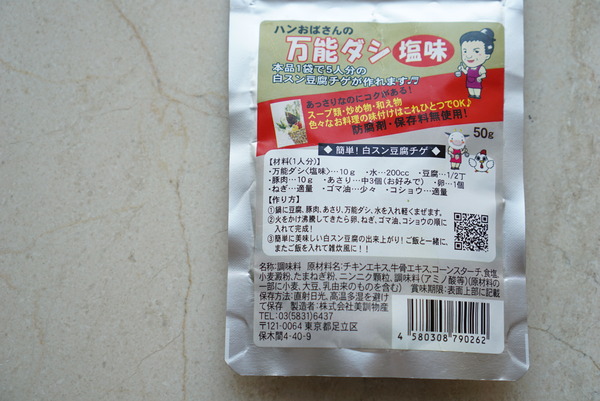 ハンおばさんの
万能ダシ 塩味
本品1袋で5人分の
白スン豆腐チゲが作れます♬
あっさりなのにコクがある!
スープ類・炒め物・和え物
色々なお料理の味付けはこれひとつでOK♪
防腐剤・保存料無使用!
50g
◆ 簡単!白スン豆腐チゲ ◆
【材料(1人分)】
・万能ダシ〈塩味〉…10g ・水…200cc ・豆腐…1/2丁
・豚肉…10g ・あさり…中3個(お好みで) ・卵…1個
・ねぎ…適量 ・ゴマ油…少々 ・コショウ…適量
【作り方】
①鍋に豆腐、豚肉、あさり、万能ダシ、水を入れ軽くまぜます。
②火をかけ沸騰してきたら卵、ねぎ、ゴマ油、コショウの順に
入れて完成!
③簡単に美味しい白スン豆腐の出来上がり!ご飯と一緒に、
またご飯を入れて雑炊風に!!
名称:調味料 原材料名:チキンエキス、牛骨エキス、コーンスターチ、食塩、
小麦澱粉、たまねぎ粉、ニンニク顆粒、調味料(アミノ酸等)(原材料の
一部に小麦、大豆、乳由来のものを含む) 賞味期限:表面上部に記載
保存方法:直射日光、高温多湿を避け
て保存 製造者:株式会社美訓物産
TEL:03(5831)6437
〒121-0064 東京都足立区
保木間4-40-9
4 580308 790262